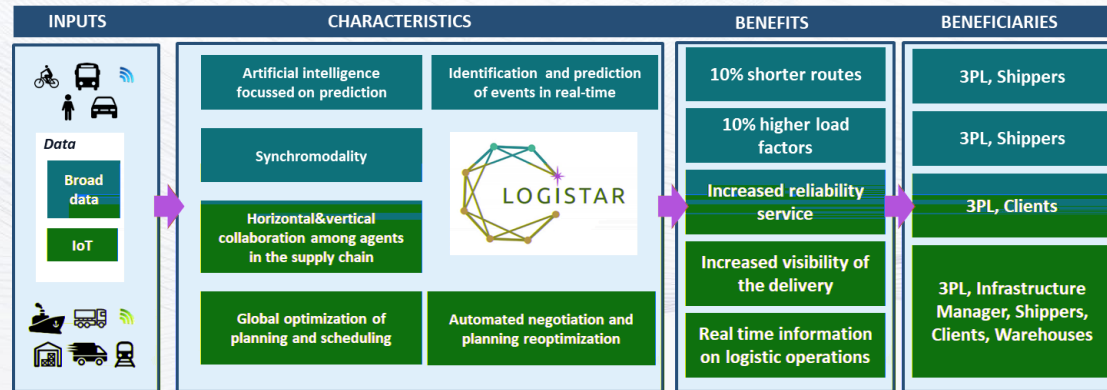 INPUTS
CHARACTERISTICS
BENEFITS
BENEFICIARIES
Data
Broad
data
IoT
Artificial intelligence
focussed on prediction
Identification and prediction
of events in real-time
Synchromodality
LOGISTAR
Horizontal&vertical
collaboration among agents
in the supply chain
Global optimization of
planning and scheduling
Automated negotiation and
planning reoptimization
10% shorter routes
10% higher load
factors
Increased reliability
service
Increased visibility of
the delivery
Real time information
on logistic operations
3PL, Shippers
3PL, Shippers
3PL, Clients
3PL, Infrastructure
Manager, Shippers,
Clients, Warehouses